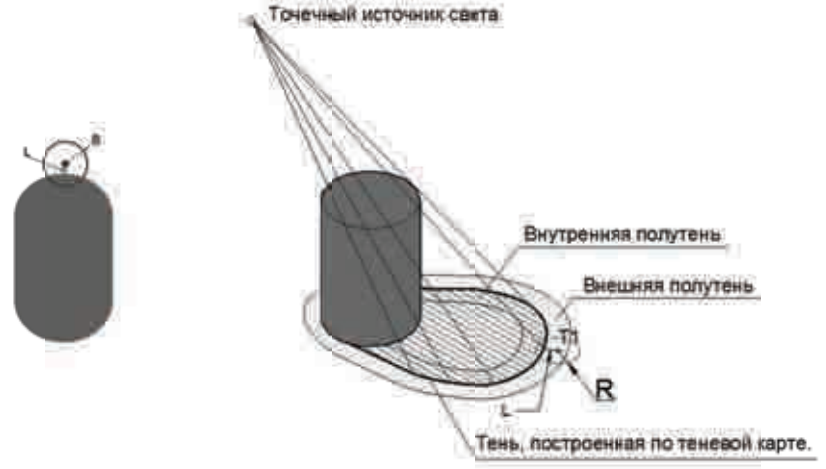 Точечный источник света
L
Внутренняя полутень
Внешняя полутень
R
L
Тень, построенная по теневой карте.